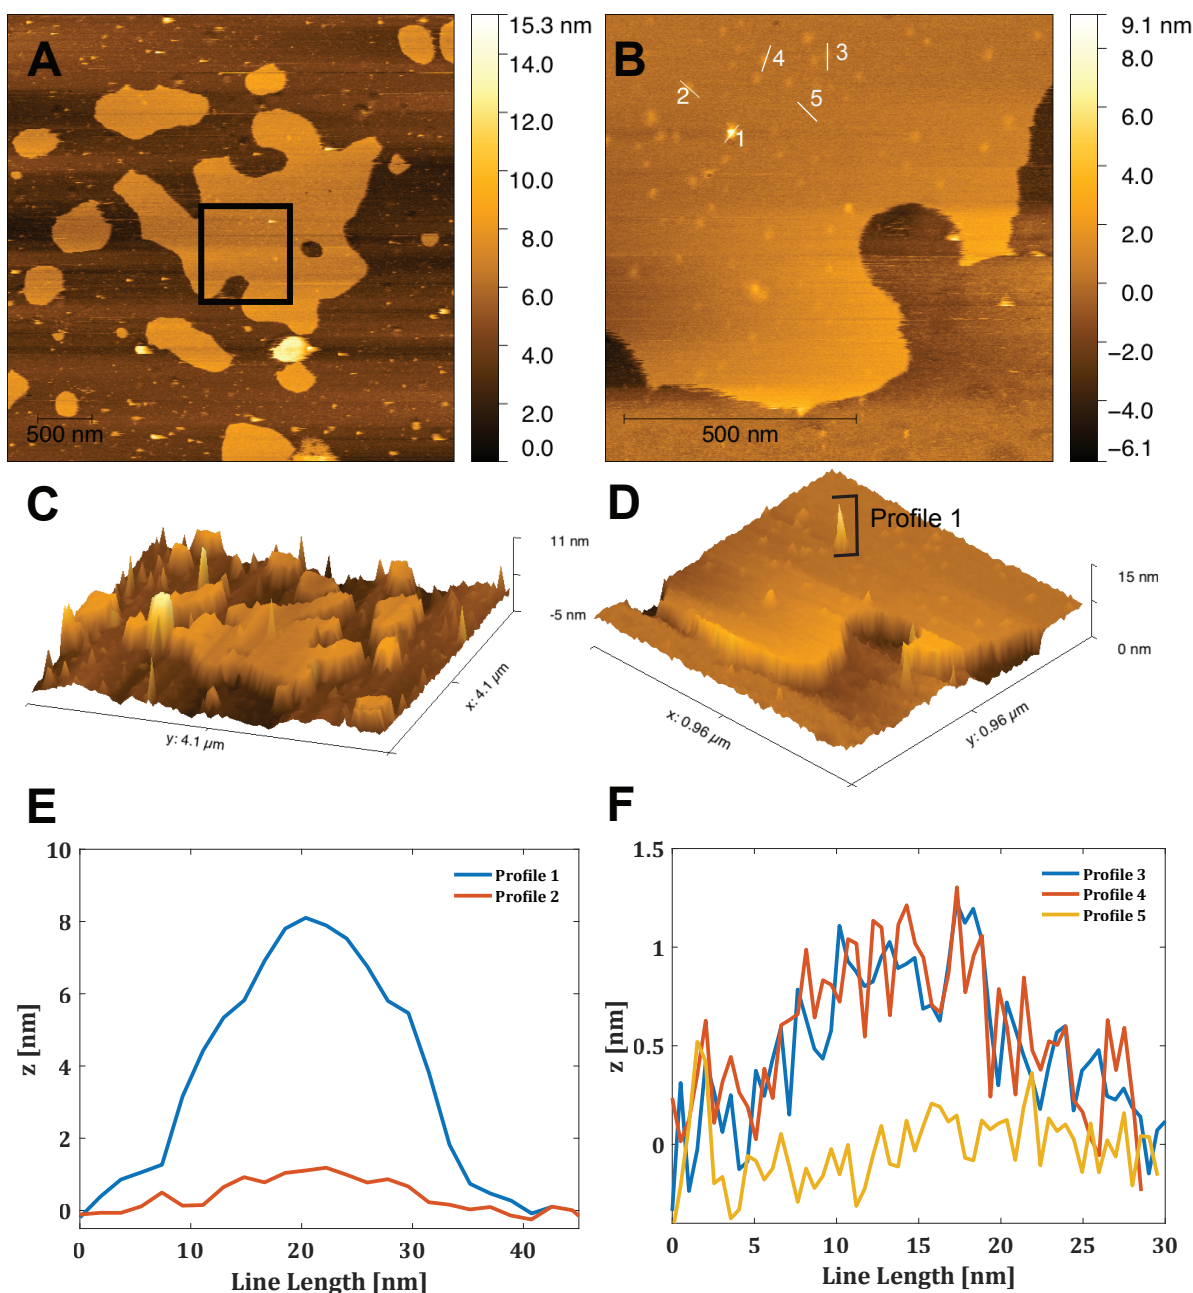 A
15.3 nm
14.0
12.0
10.0
8.0
6.0
4.0
2.0
0.0
500 nm
B
4
3
2
5
1
9.1 nm
8.0
6.0
4.0
2.0
0.0
−2.0
−4.0
−6.1
500 nm
C
11 nm
-5 nm
x: 4.1 µm
y: 4.1 µm
D
Profile 1
15 nm
0 nm
x: 0.96 µm
y: 0.96 µm
E
10
8
6
4
2
0
z [nm]
Profile 1
Profile 2
0
10
20
30
40
Line Length [nm]
F
1.5
1
0.5
0
z [nm]
Profile 3
Profile 4
Profile 5
0
5
10
15
20
25
30
Line Length [nm]